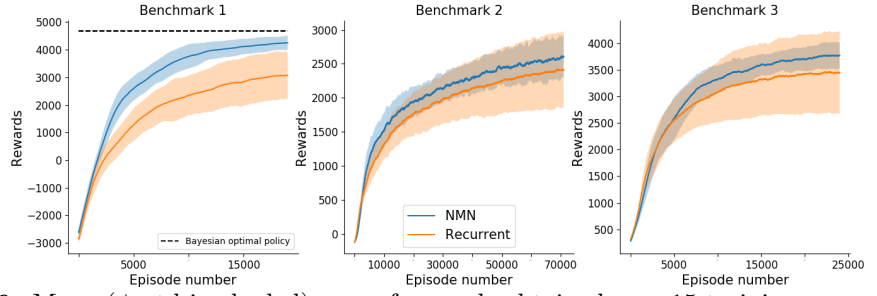 Benchmark 1
5000
4000
3000
2000
1000
0
−1000
−2000
−3000
Rewards
5000
15000
Episode number
Bayesian optimal policy
Benchmark 2
3000
2500
2000
1500
1000
500
0
Rewards
10000
30000
50000
70000
Episode number
NMN
Recurrent
Benchmark 3
4000
3500
3000
2500
2000
1500
1000
500
Rewards
5000
15000
25000
Episode number